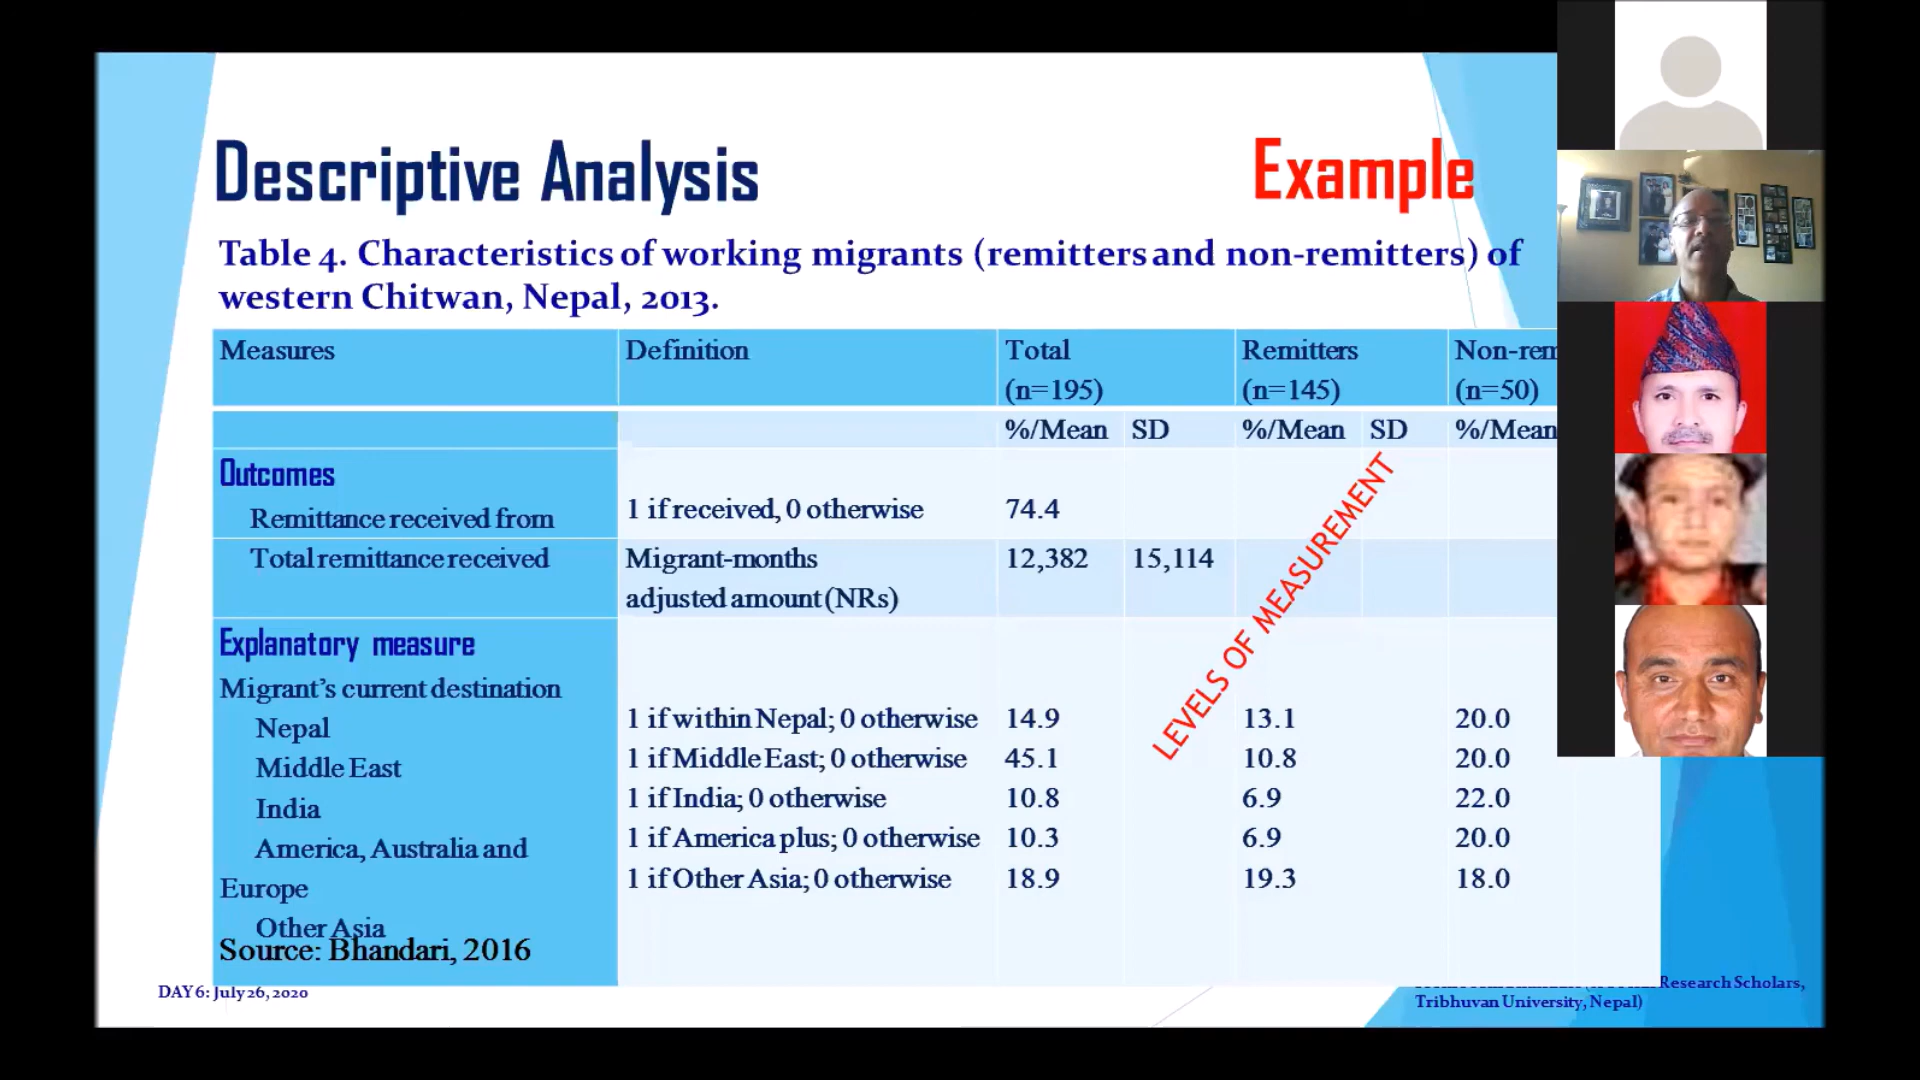 Descriptive Analysis
Example
Table 4. Characteristics of working migrants (remitters and non-remitters) of
western Chitwan, Nepal, 2013.
Measures Definition Total Remitters
(n=195) (n=145) (n=50)
%/Mean SD %/Mean SD %/Mean
Outcomes
Remittance received from 1 if received, 0 otherwise 74.4
Total remittance received Migrant-months 12,382 15,114
adjusted amount (NRs)
LEVELS OF MEASUREMENT
Explanatory measure
Migrant's current destination
Nepal 1 if within Nepal; 0 otherwise 14.9 13.1 20.0
Middle East 1 if Middle East; 0 otherwise 45.1 10.8 20.0
India 1 if India; 0 otherwise 10.8 6.9 22.0
America, Australia and 1 if America plus; 0 otherwise 10.3 6.9 20.0
Europe 1 if Other Asia; 0 otherwise 18.9 19.3 18.0
Other Asia
Source: Bhandari, 2016
DAY 6: July 26, 2020
Research Scholars,
Tribhuvan University, Nepal)